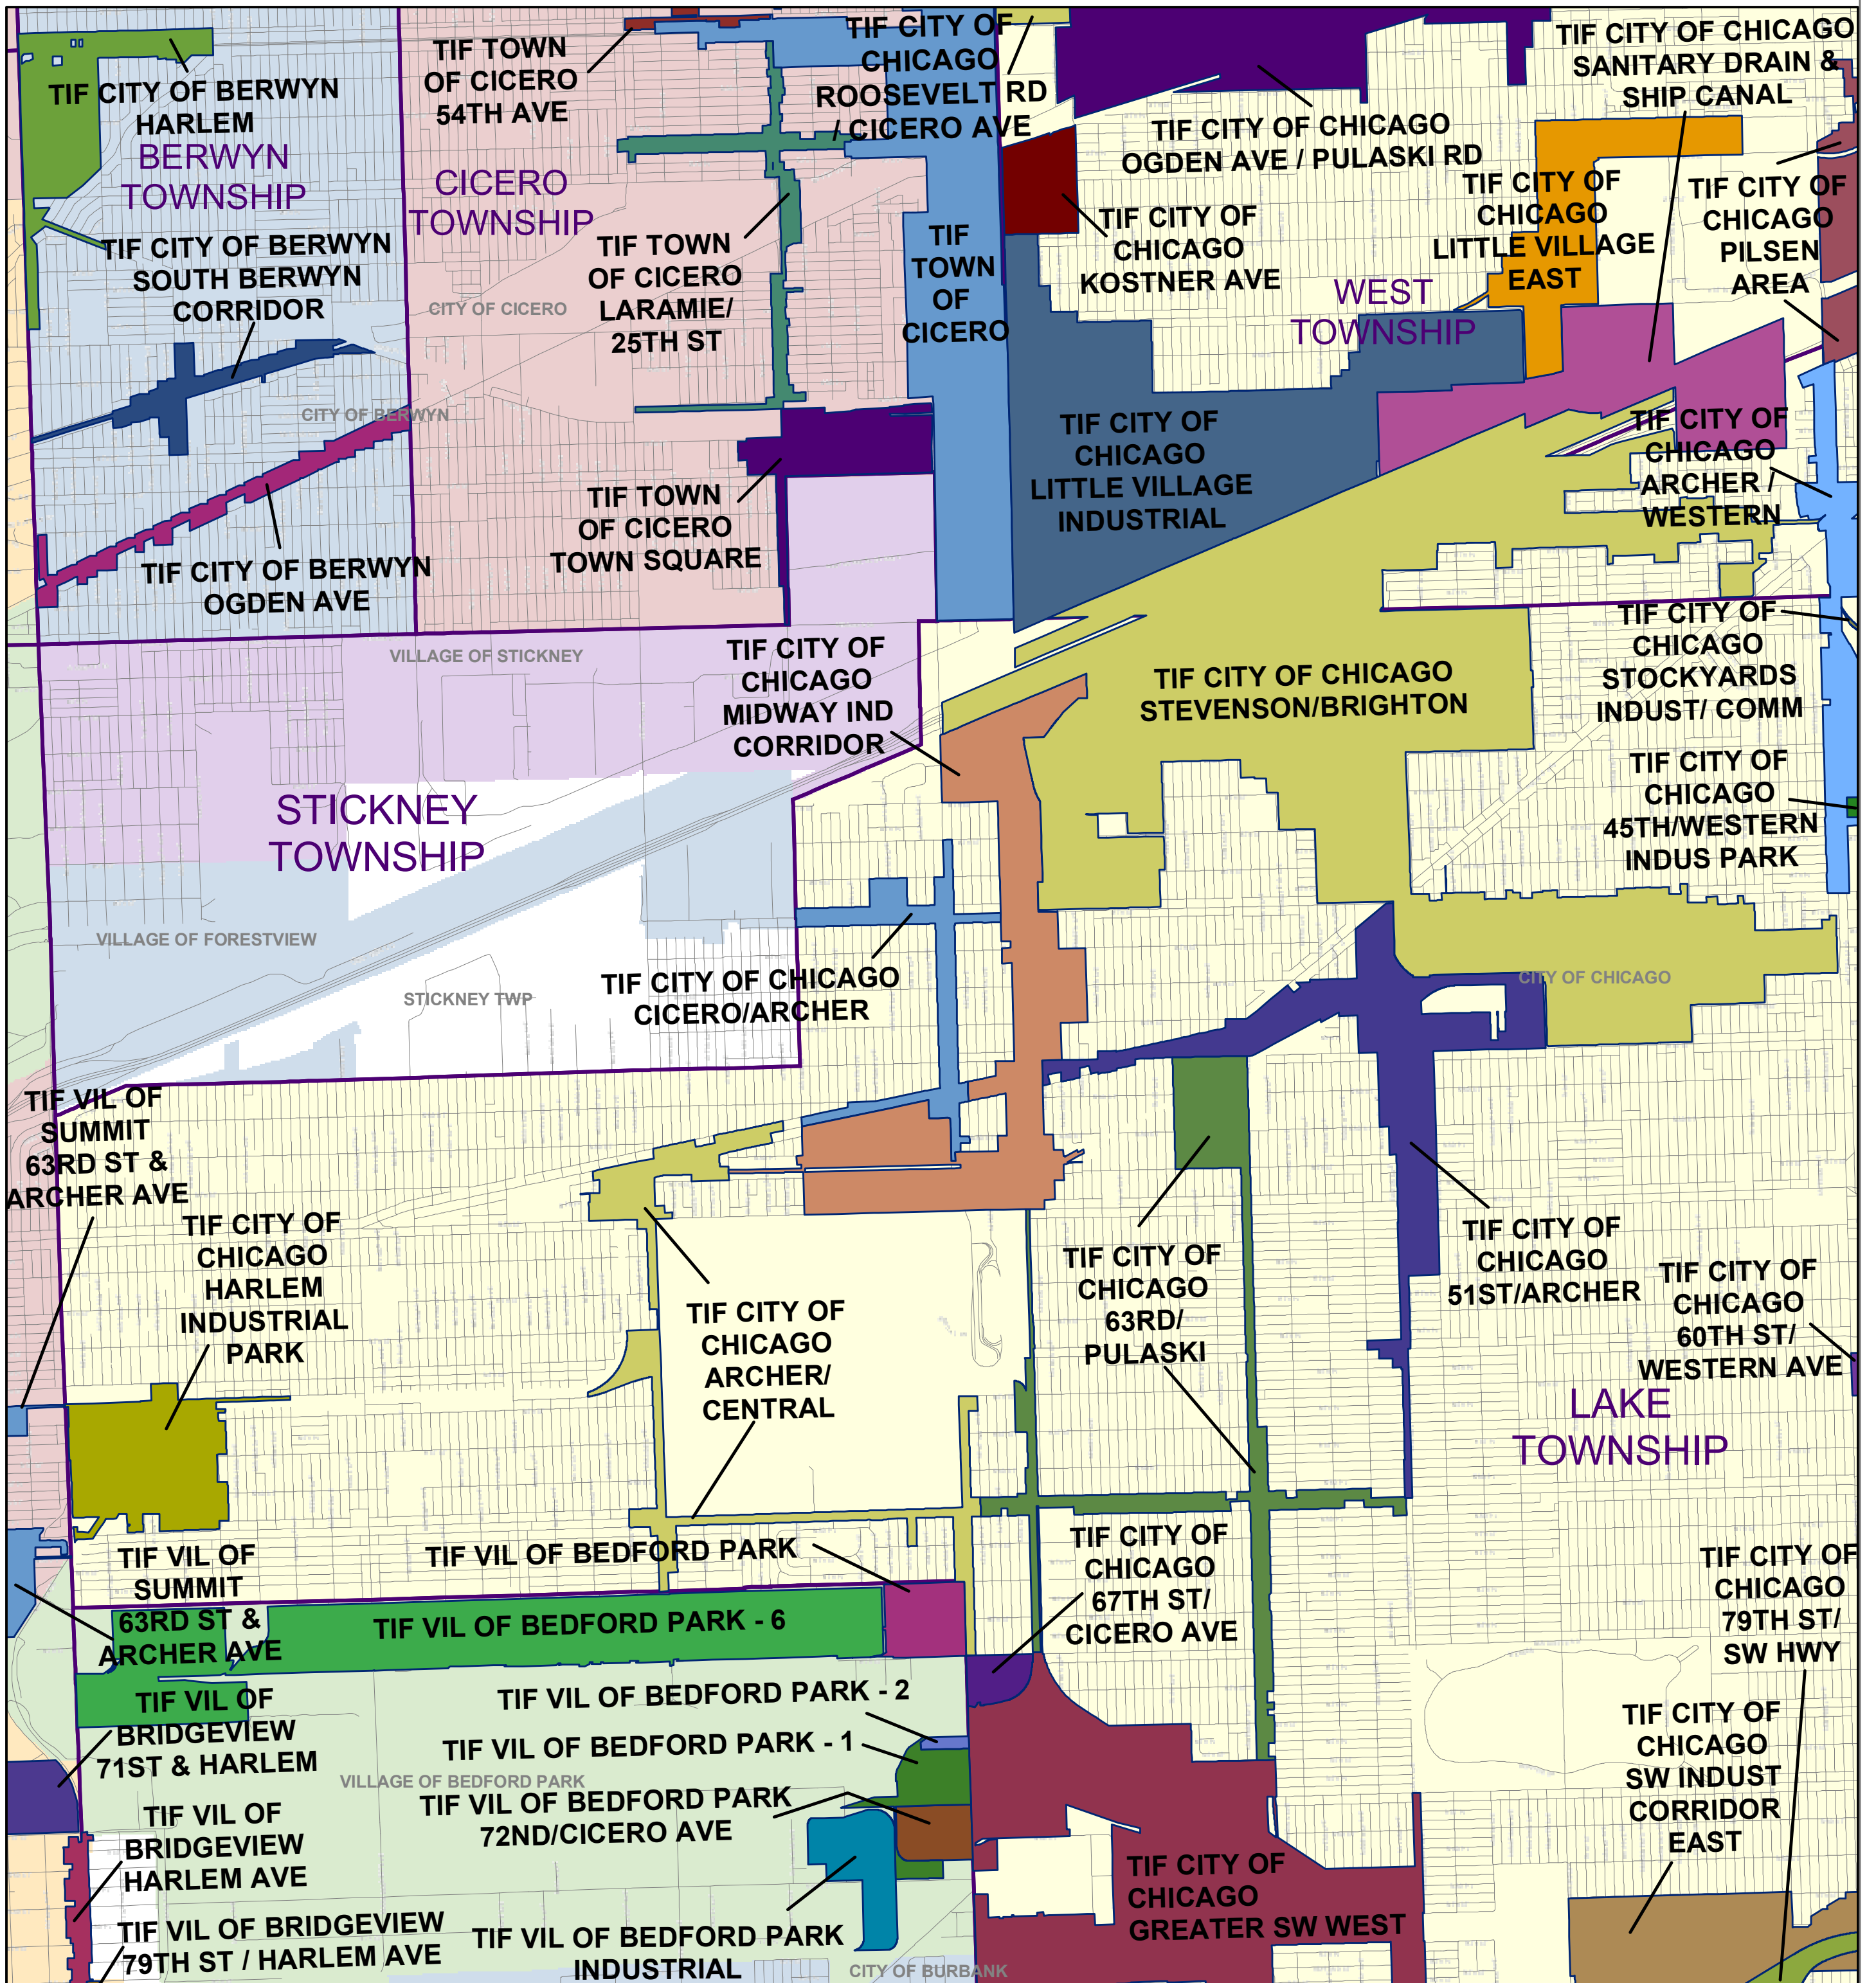 TIF CITY OF BERWYN
HARLEM
BERWYN
TOWNSHIP
TIF TOWN
OF CICERO
54TH AVE
TIF CITY OF
CHICAGO
ROOSEVELT RD
/ CICERO AVE
TIF CITY OF CHICAGO
SANITARY DRAIN &
SHIP CANAL
TIF CITY OF CHICAGO
OGDEN AVE / PULASKI RD
CICERO
TOWNSHIP
TIF CITY OF
CHICAGO
LITTLE VILLAGE
EAST
TIF CITY OF
CHICAGO
PILSEN
AREA
TIF CITY OF
CHICAGO
KOSTNER AVE
TIF CITY OF BERWYN
SOUTH BERWYN
CORRIDOR
TIF TOWN
OF CICERO
LARAMIE/
25TH ST
TIF
TOWN
OF
CICERO
WEST
TOWNSHIP
CITY OF CICERO
CITY OF BERWYN
TIF CITY OF
CHICAGO
LITTLE VILLAGE
INDUSTRIAL
TIF CITY OF
CHICAGO
ARCHER /
WESTERN
TIF TOWN
OF CICERO
TOWN SQUARE
TIF CITY OF BERWYN
OGDEN AVE
TIF CITY OF
CHICAGO
STOCKYARDS
INDUST/ COMM
VILLAGE OF STICKNEY
TIF CITY OF
CHICAGO
MIDWAY IND
CORRIDOR
TIF CITY OF CHICAGO
STEVENSON/BRIGHTON
TIF CITY OF
CHICAGO
45TH/WESTERN
INDUS PARK
STICKNEY
TOWNSHIP
VILLAGE OF FORESTVIEW
STICKNEY TWP
TIF CITY OF CHICAGO
CICERO/ARCHER
CITY OF CHICAGO
TIF VIL OF
SUMMIT
63RD ST &
ARCHER AVE
TIF CITY OF
CHICAGO
HARLEM
INDUSTRIAL
PARK
TIF CITY OF
CHICAGO
ARCHER/
CENTRAL
TIF CITY OF
CHICAGO
63RD/
PULASKI
TIF CITY OF
CHICAGO
51ST/ARCHER
TIF CITY OF
CHICAGO
60TH ST/
WESTERN AVE
LAKE
TOWNSHIP
TIF VIL OF
SUMMIT
63RD ST &
ARCHER AVE
TIF VIL OF BEDFORD PARK
TIF CITY OF
CHICAGO
67TH ST/
CICERO AVE
TIF CITY OF
CHICAGO
79TH ST/
SW HWY
TIF VIL OF BEDFORD PARK - 6
TIF VIL OF
BRIDGEVIEW
71ST & HARLEM
TIF VIL OF BEDFORD PARK - 2
TIF VIL OF BEDFORD PARK - 1
VILLAGE OF BEDFORD PARK
TIF VIL OF BEDFORD PARK
72ND/CICERO AVE
TIF CITY OF
CHICAGO
SW INDUST
CORRIDOR
EAST
TIF VIL OF
BRIDGEVIEW
HARLEM AVE
TIF CITY OF
CHICAGO
GREATER SW WEST
TIF VIL OF BRIDGEVIEW
79TH ST / HARLEM AVE
TIF VIL OF BEDFORD PARK
INDUSTRIAL
CITY OF BURBANK